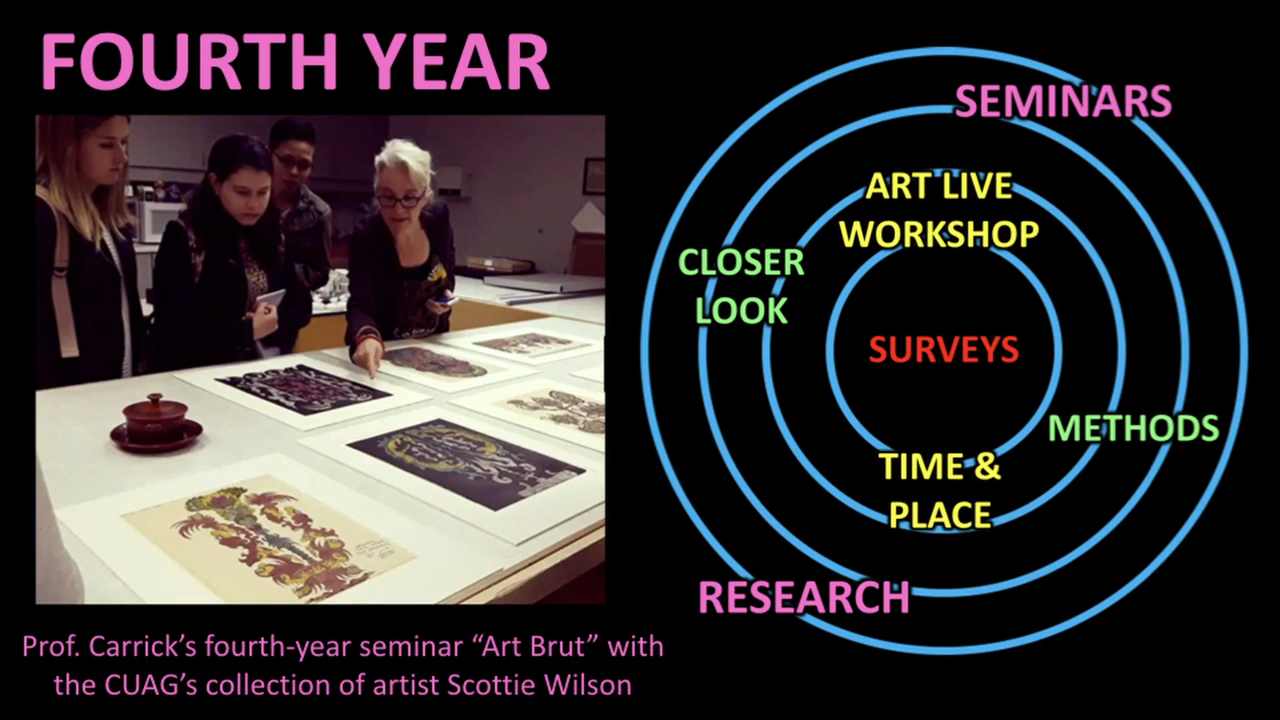 FOURTH YEAR
SEMINARS
ART LIVE
WORKSHOP
CLOSER
LOOK
SURVEYS
METHODS
TIME &
PLACE
RESEARCH
Prof. Carrick’s fourth-year seminar “Art Brut” with
the CUAG’s collection of artist Scottie Wilson